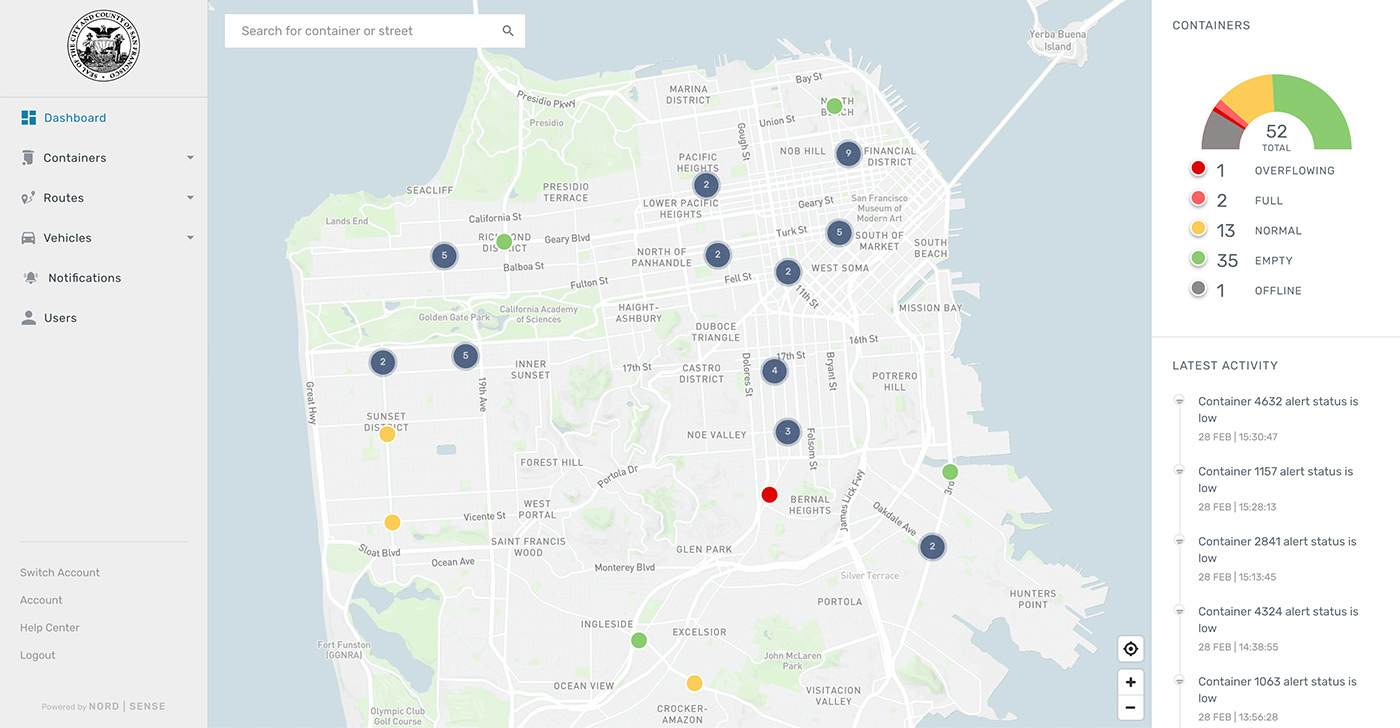 SEAL OF THE CITY AND COUNTY OF SAN FRANCISCO
Dashboard
Containers
Routes
Vehicles
Notifications
Users
Switch Account
Account
Help Center
Logout
Powered by NORD | SENSE
Search for container or street
Yerba Buena
Island
Bay St
MARINA
DISTRICT
Presidio Pkwy
Presidio
NORTH
BEACH
Union St
Gough St
NOB HILL
9
FINANCIAL
DISTRICT
PACIFIC
HEIGHTS
2
SEACLIFF
PRESIDIO
TERRACE
LOWER PACIFIC
HEIGHTS
Geary St
San Francisco
Museum of
Modern Art
Lands End
California St
Turk St
5
SOUTH OF
MARKET
RICHMOND
DISTRICT
Geary Blvd
SOUTH
BEACH
5
Balboa St
NORTH OF
PANHANDLE
2
2
WEST SOMA
Fulton St
Fell St
11th St
Golden Gate Park
California Academy
of Sciences
HAIGHT-
ASHBURY
MISSION BAY
DUBOCE
TRIANGLE
16th St
2
5
INNER
SUNSET
17th St
17th St
CASTRO
DISTRICT
Dolores St
4
Bryant St
POTRERO
HILL
Great Hwy
19th Ave
SUNSET
DISTRICT
NOE VALLEY
3
Folsom St
FOREST HILL
Portola Dr
3rd
WEST
PORTAL
BERNAL
HEIGHTS
James Lick Fwy
Vicente St
Oakdale Ave
SAINT FRANCIS
WOOD
GLEN PARK
2
Sloat Blvd
Ocean Ave
Monterey Blvd
Silver Terrace
PORTOLA
HUNTERS
POINT
INGLESIDE
EXCELSIOR
Fort Funston
(GGNRA)
John McLaren
Park
OCEAN VIEW
VISITACION
VALLEY
Olympic Club
Golf Course
CROCKER-
AMAZON
+
−
CONTAINERS
52
TOTAL
1 OVERFLOWING
2 FULL
13 NORMAL
35 EMPTY
1 OFFLINE
LATEST ACTIVITY
Container 4632 alert status is
low
28 FEB | 15:30:47
Container 1157 alert status is
low
28 FEB | 15:28:13
Container 2841 alert status is
low
28 FEB | 15:13:45
Container 4324 alert status is
low
28 FEB | 14:38:55
Container 1063 alert status is
low
28 FEB | 13:56:28